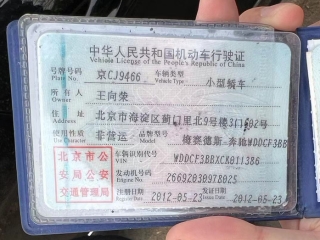 中华人民共和国机动车行驶证
Vehicle License of the People's Republic of China
号牌号码 京CJ9466 车辆类型 小型轿车
Plate No. Vehicle Type
所有人 王向荣
Owner
住址 北京市海淀区蓟门里北9号楼3门102号
Address
使用性质 非营运 品牌型号 梅赛德斯-奔驰WDDCF3BB
Use Character
北京市公安局公安交通管理局
车辆识别代号 WDDCF3BBXCK011386
VIN
发动机号码 26692030978025
Engine No.
注册日期 2012-05-23 发证日期 2012-05-23
Register Date Issue Date